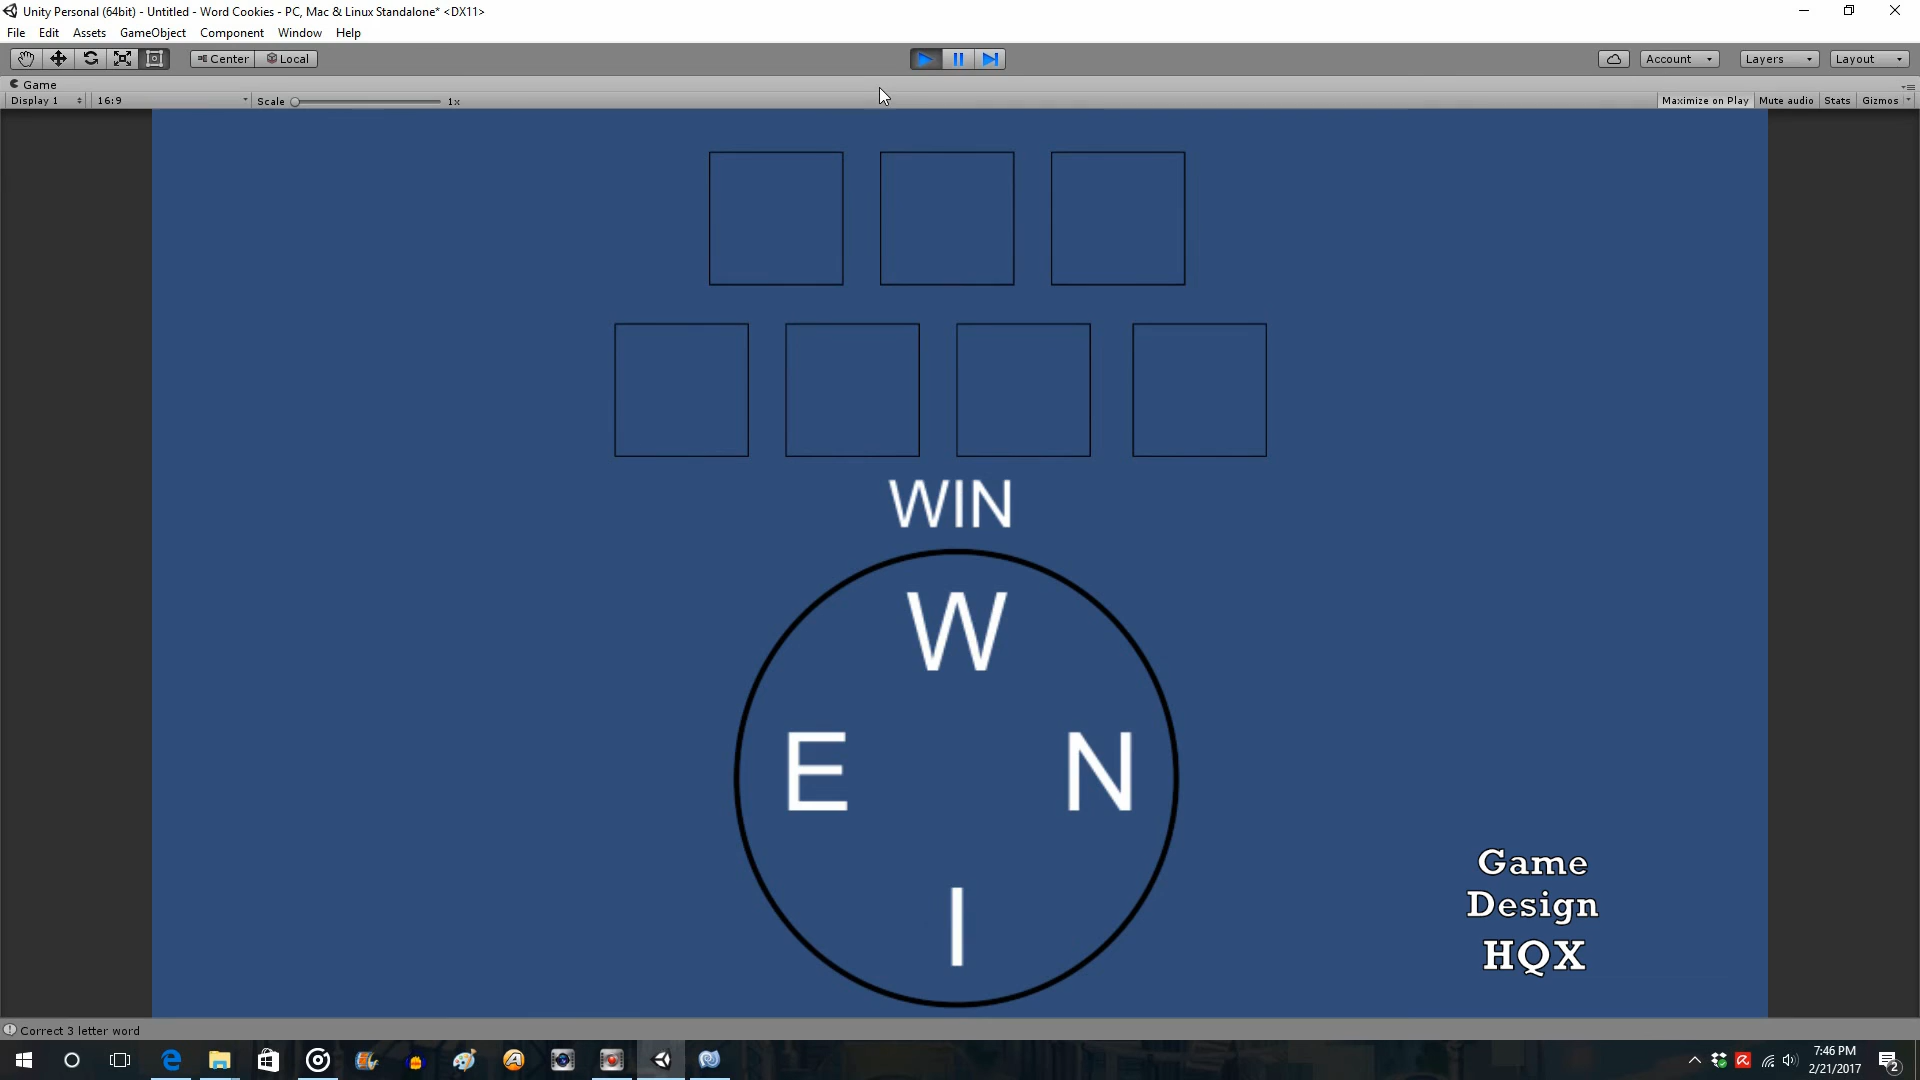 Unity Personal (64bit) - Untitled - Word Cookies - PC, Mac & Linux Standalone* <DX11>
File Edit Assets GameObject Component Window Help
Center Local Account Layers Layout
Game
Display 1 16:9 Scale 1x Maximize on Play Mute audio Stats Gizmos
WIN
W
E N
I
Game
Design
HQX
Correct 3 letter word
7:46 PM
2/21/2017
2